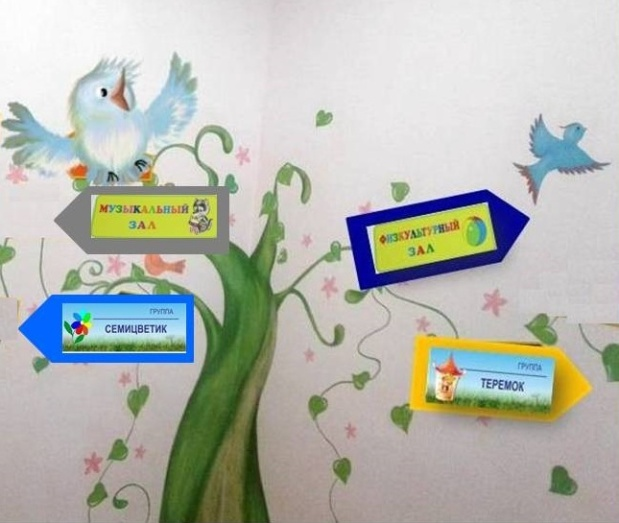 МУЗЫКАЛЬНЫЙ
ЗАЛ
ФИЗКУЛЬТУРНЫЙ
ЗАЛ
ГРУППА
СЕМИЦВЕТИК
ГРУППА
ТЕРЕМОК